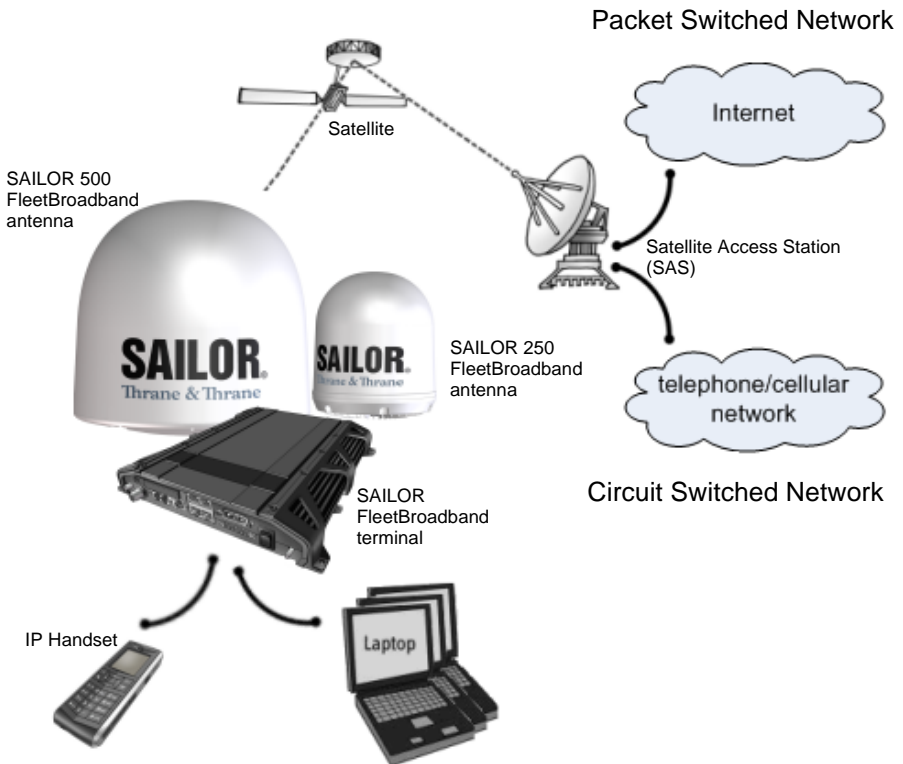 Packet Switched Network
Internet
Satellite
SAILOR 500
FleetBroadband
antenna
Satellite Access Station
(SAS)
SAILOR®
Thrane & Thrane
SAILOR®
Thrane & Thrane
SAILOR 250
FleetBroadband
antenna
telephone/cellular
network
Circuit Switched Network
SAILOR
FleetBroadband
terminal
IP Handset
Laptop